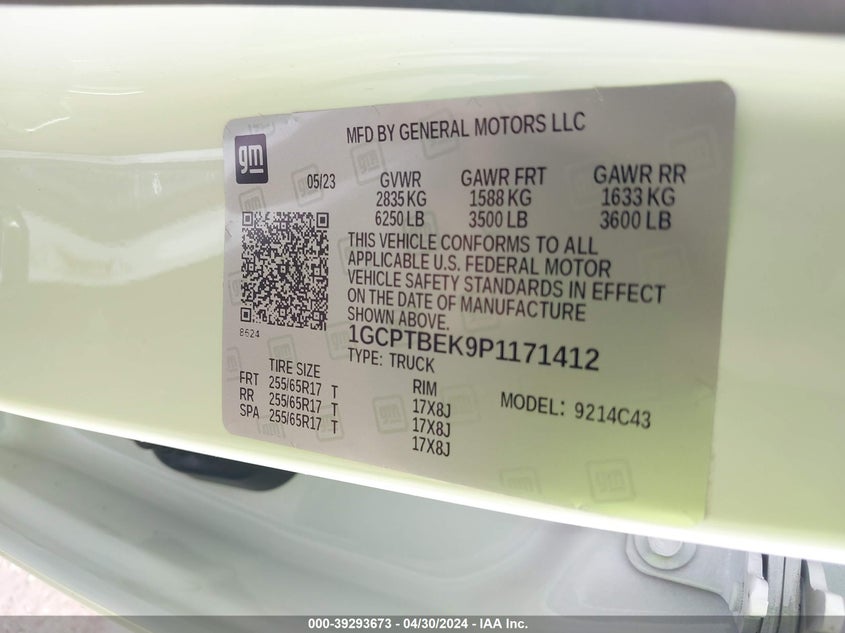 gm
MFD BY GENERAL MOTORS LLC
05/23
GVWR GAWR FRT GAWR RR
2835 KG 1588 KG 1633 KG
6250 LB 3500 LB 3600 LB
THIS VEHICLE CONFORMS TO ALL
APPLICABLE U.S. FEDERAL MOTOR
VEHICLE SAFETY STANDARDS IN EFFECT
ON THE DATE OF MANUFACTURE
SHOWN ABOVE.
8624
1GCPTBEK9P1171412
TYPE: TRUCK
TIRE SIZE RIM
FRT 255/65R17 T 17X8J
RR 255/65R17 T 17X8J
SPA 255/65R17 T 17X8J
MODEL: 9214C43
000-39293673 / 04/30/2024 - IAA Inc.